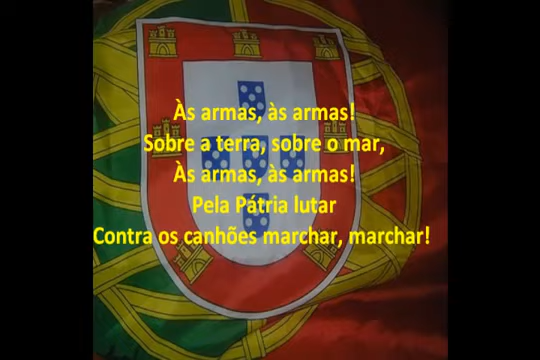 Às armas, às armas!
Sobre a terra, sobre o mar,
Às armas, às armas!
Pela Pátria lutar
Contra os canhões marchar, marchar!